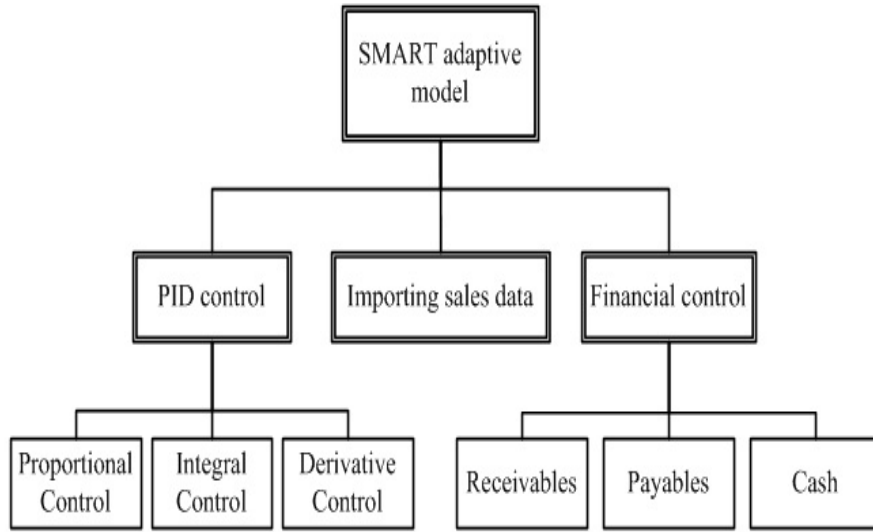 SMART adaptive
model
PID control
Importing sales data
Financial control
Proportional
Control
Integral
Control
Derivative
Control
Receivables
Payables
Cash